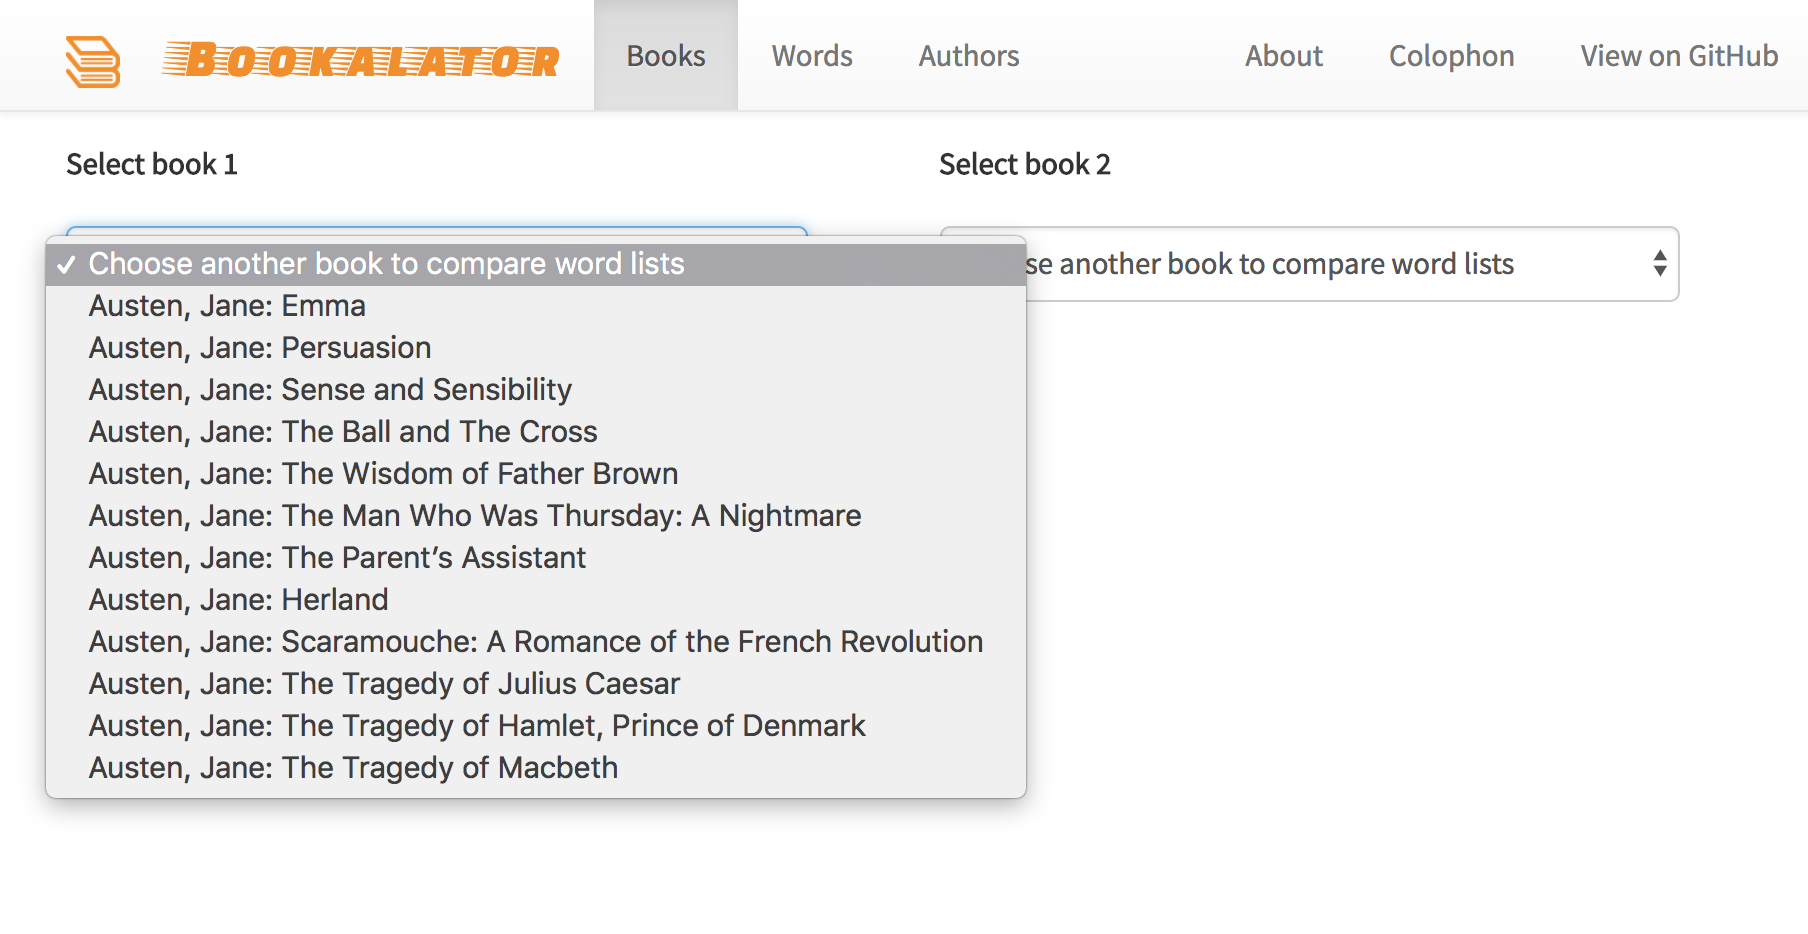 Bookalator Books Words Authors About Colophon View on GitHub
Select book 1 Select book 2
✓ Choose another book to compare word lists
se another book to compare word lists
Austen, Jane: Emma
Austen, Jane: Persuasion
Austen, Jane: Sense and Sensibility
Austen, Jane: The Ball and The Cross
Austen, Jane: The Wisdom of Father Brown
Austen, Jane: The Man Who Was Thursday: A Nightmare
Austen, Jane: The Parent’s Assistant
Austen, Jane: Herland
Austen, Jane: Scaramouche: A Romance of the French Revolution
Austen, Jane: The Tragedy of Julius Caesar
Austen, Jane: The Tragedy of Hamlet, Prince of Denmark
Austen, Jane: The Tragedy of Macbeth